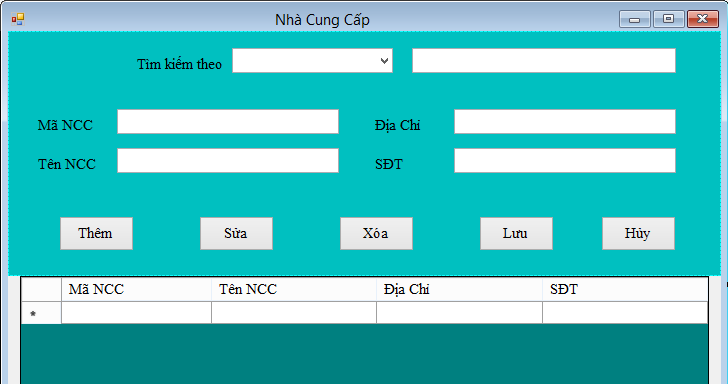 Nhà Cung Cấp
Tìm kiếm theo
Mã NCC
Địa Chỉ
Tên NCC
SĐT
Thêm
Sửa
Xóa
Lưu
Hủy
Mã NCC
Tên NCC
Địa Chỉ
SĐT
*